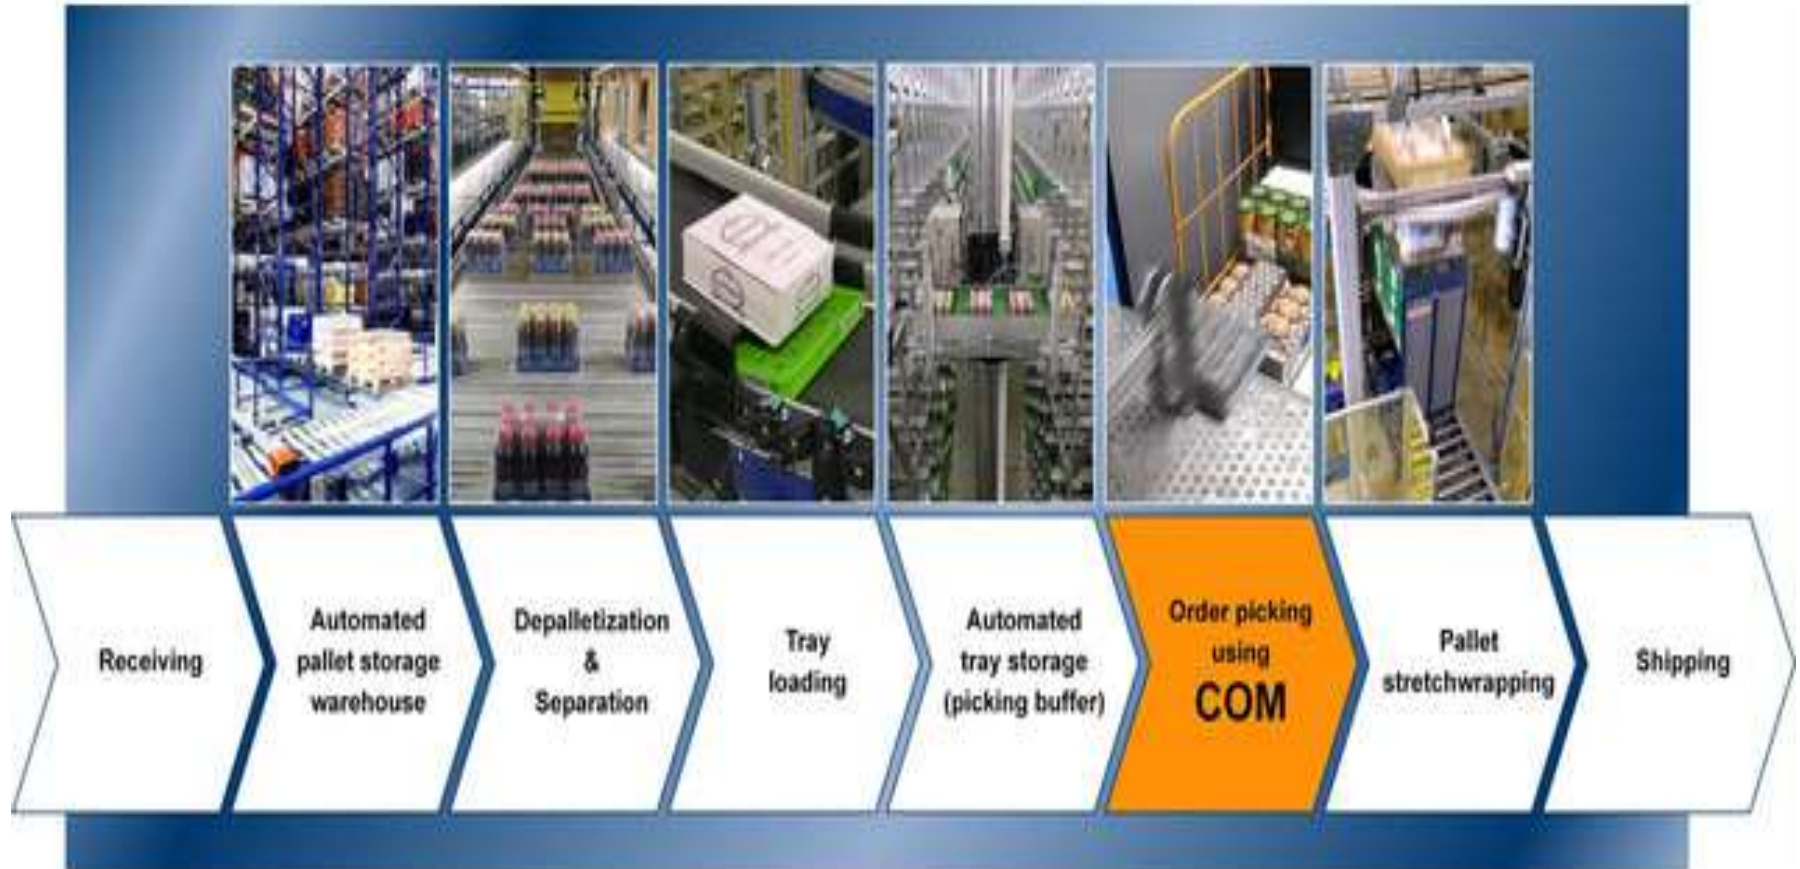 Receiving
Automated
pallet storage
warehouse
Depalletization
&
Separation
Tray
loading
Automated
tray storage
(picking buffer)
Order picking
using
COM
Pallet
stretchwrapping
Shipping